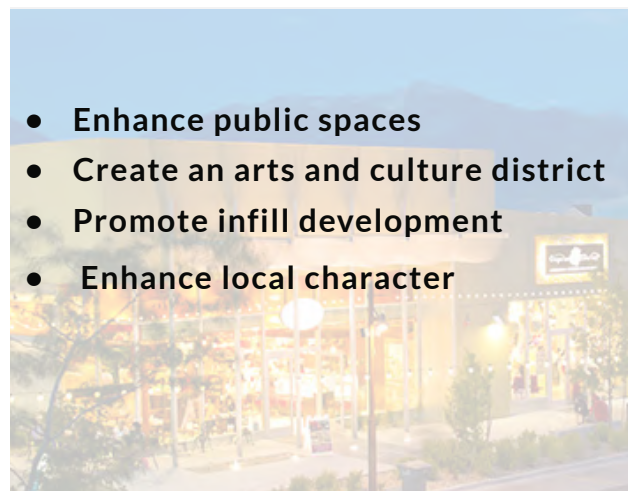 ● Enhance public spaces
● Create an arts and culture district
● Promote infill development
● Enhance local character